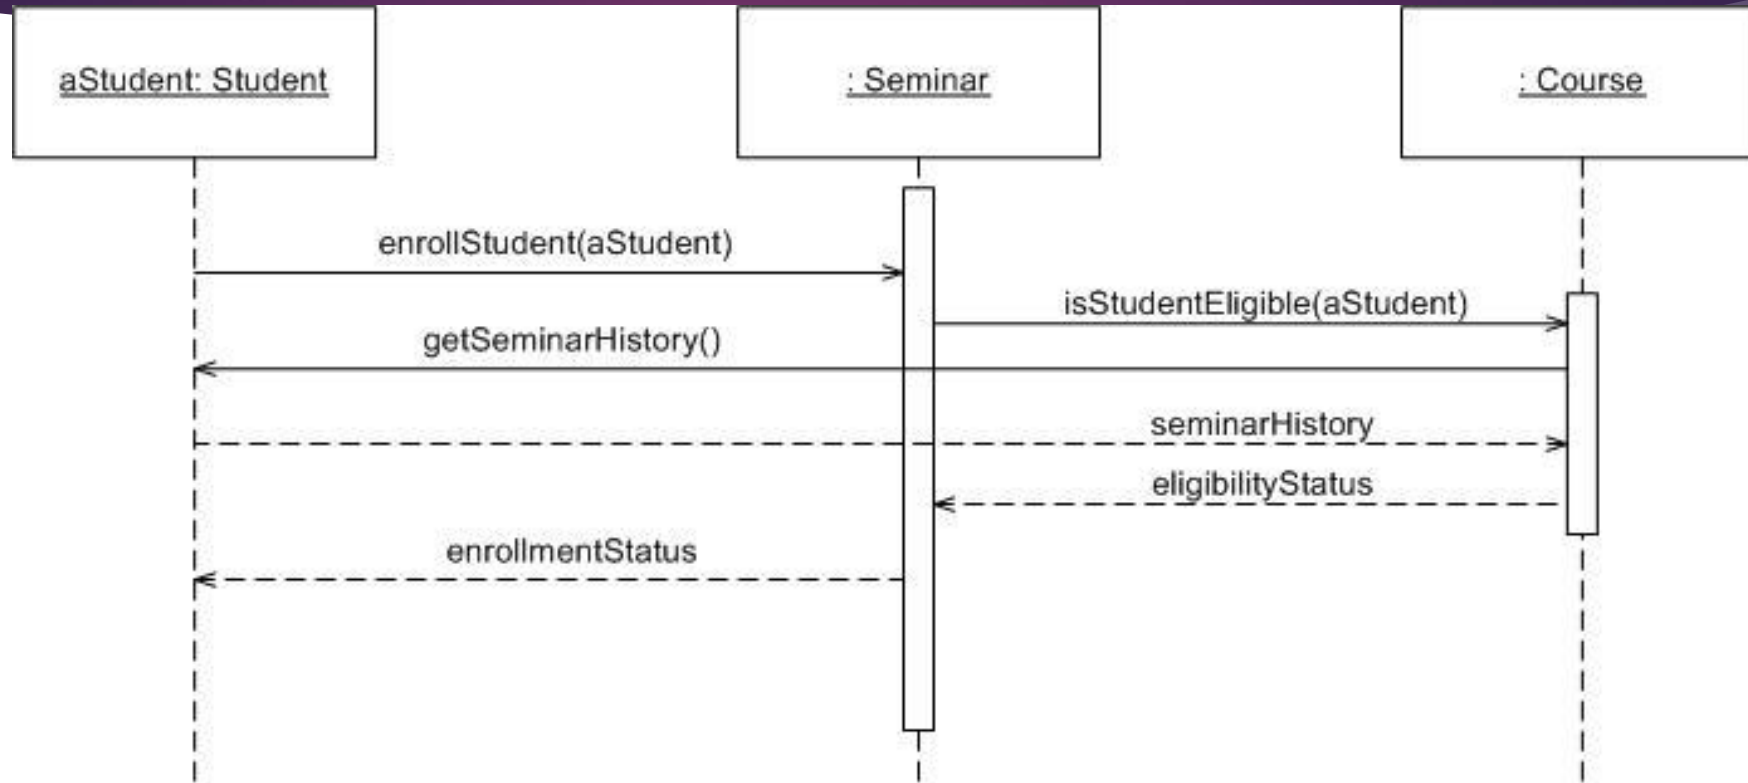 aStudent: Student
: Seminar
: Course
enrollStudent(aStudent)
isStudentEligible(aStudent)
getSeminarHistory()
seminarHistory
eligibilityStatus
enrollmentStatus